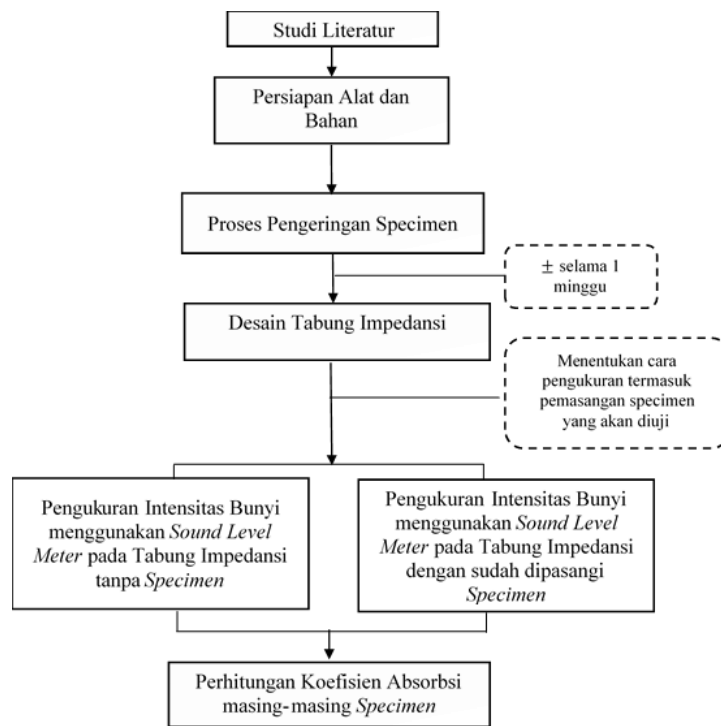 Studi Literatur
Persiapan Alat dan
Bahan
Proses Pengeringan Specimen
± selama 1
minggu
Desain Tabung Impedansi
Menentukan cara
pengukuran termasuk
pemasangan specimen
yang akan diuji
Pengukuran Intensitas Bunyi
menggunakan Sound Level
Meter pada Tabung Impedansi
tanpa Specimen
Pengukuran Intensitas Bunyi
menggunakan Sound Level
Meter pada Tabung Impedansi
dengan sudah dipasangi
Specimen
Perhitungan Koefisien Absorbsi
masing-masing Specimen